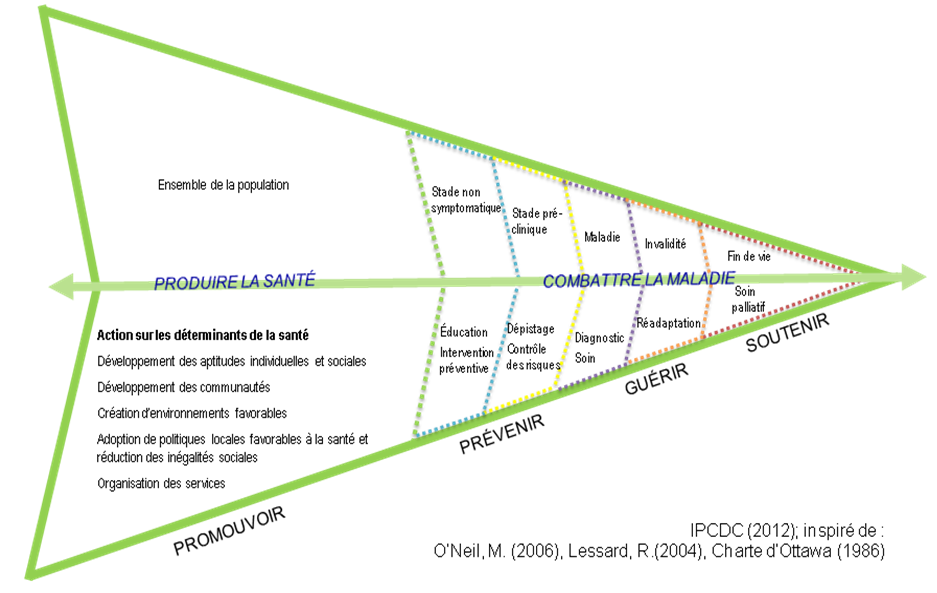 Ensemble de la population
Stade non
symptomatique
Stade pré-
clinique
Maladie
Invalidité
Fin de vie
PRODUIRE LA SANTÉ
COMBATTRE LA MALADIE
Action sur les déterminants de la santé
Développement des aptitudes individuelles et sociales
Développement des communautés
Création d'environnements favorables
Adoption de politiques locales favorables à la santé et
réduction des inégalités sociales
Organisation des services
Éducation
Intervention
préventive
Dépistage
Contrôle
des risques
Diagnostic
Soin
Réadaptation
Soin
palliatif
PROMOUVOIR
PRÉVENIR
GUÉRIR
SOUTENIR
IPCDC (2012); inspiré de :
O'Neil, M. (2006), Lessard, R.(2004), Charte d'Ottawa (1986)